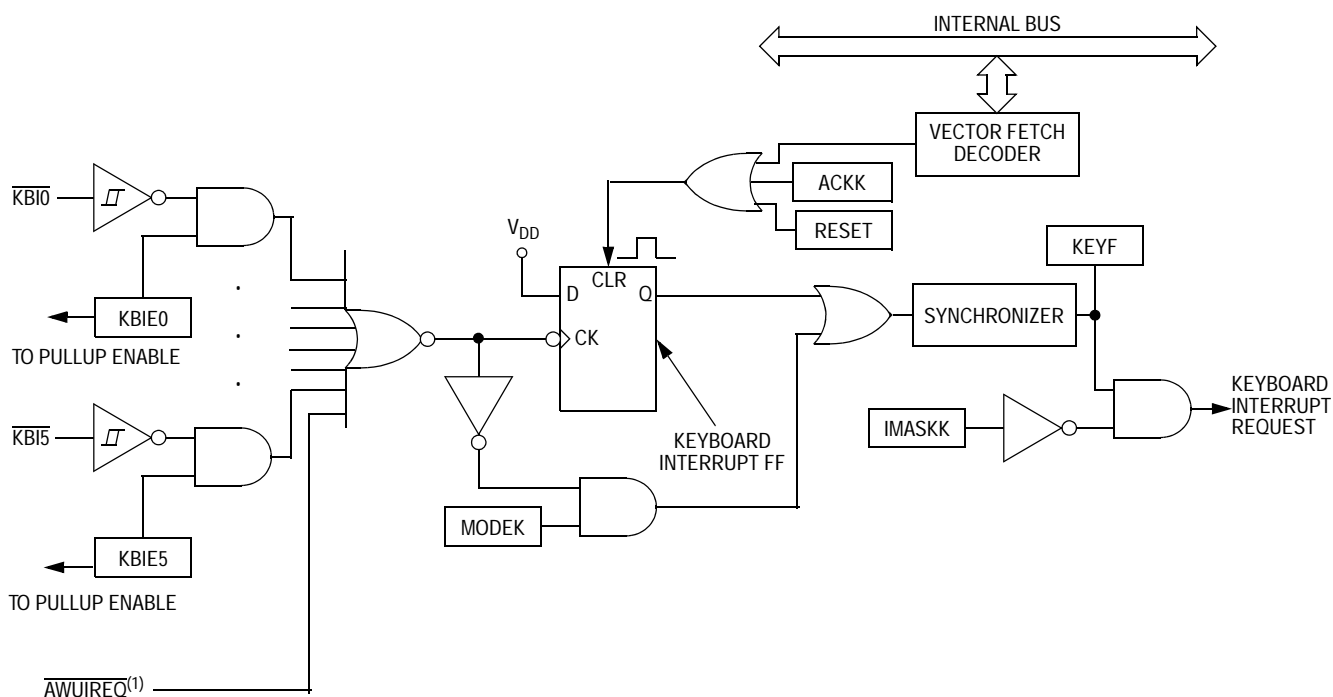 INTERNAL BUS
VECTOR FETCH
DECODER
ACKK
RESET
KBI0
VDD
CLR
D
Q
CK
KEYF
KBIE0
TO PULLUP ENABLE
SYNCHRONIZER
KBI5
KEYBOARD
INTERRUPT FF
IMASKK
KEYBOARD
INTERRUPT
REQUEST
MODEK
KBIE5
TO PULLUP ENABLE
AWUIREQ(1)